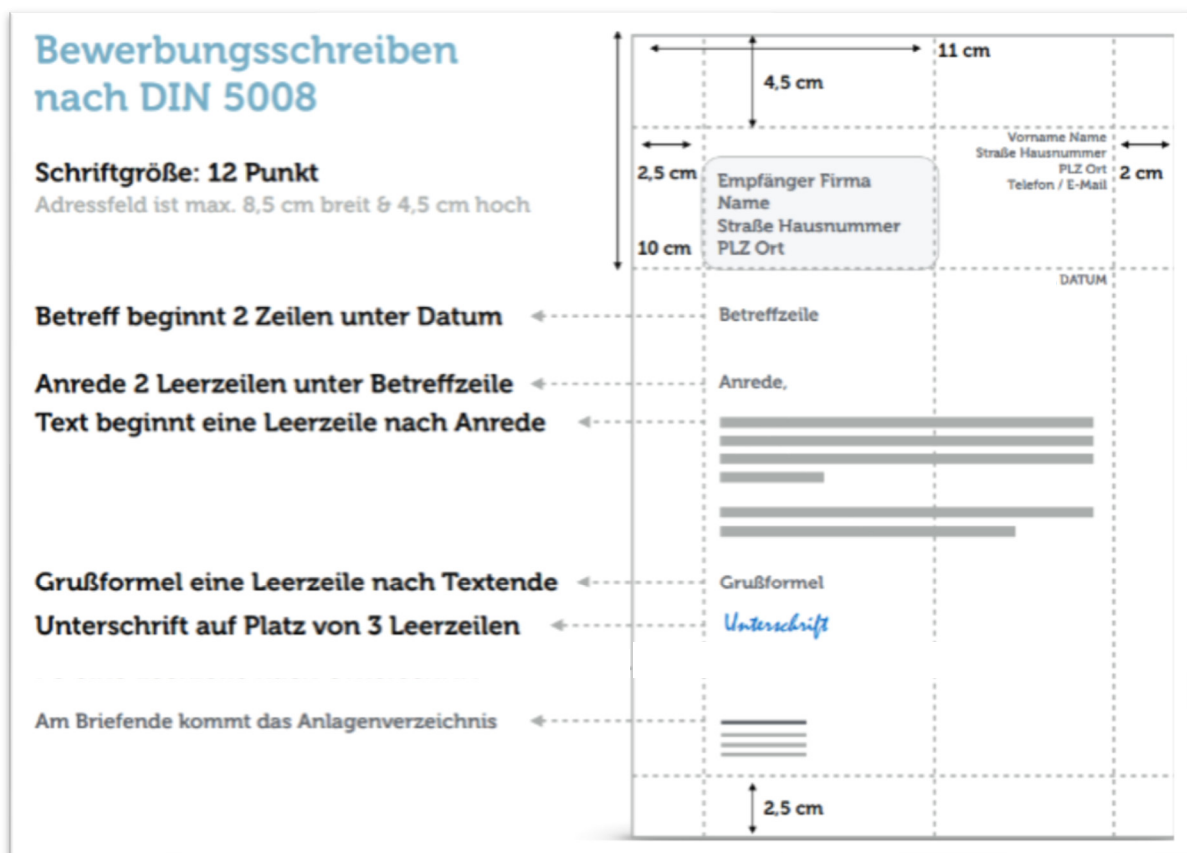 Bewerbungsschreiben
nach DIN 5008
Schriftgröße: 12 Punkt
Adressfeld ist max. 8,5 cm breit & 4,5 cm hoch
Betreff beginnt 2 Zeilen unter Datum
Anrede 2 Leerzeilen unter Betreffzeile
Text beginnt eine Leerzeile nach Anrede
Grußformel eine Leerzeile nach Textende
Unterschrift auf Platz von 3 Leerzeilen
Am Briefende kommt das Anlagenverzeichnis
11 cm
4,5 cm
2,5 cm
10 cm
Vorname Name
Straße Hausnummer
PLZ Ort
Telefon / E-Mail
2 cm
Empfänger Firma
Name
Straße Hausnummer
PLZ Ort
DATUM
Betreffzeile
Anrede,
Grußformel
Unterschrift
2,5 cm